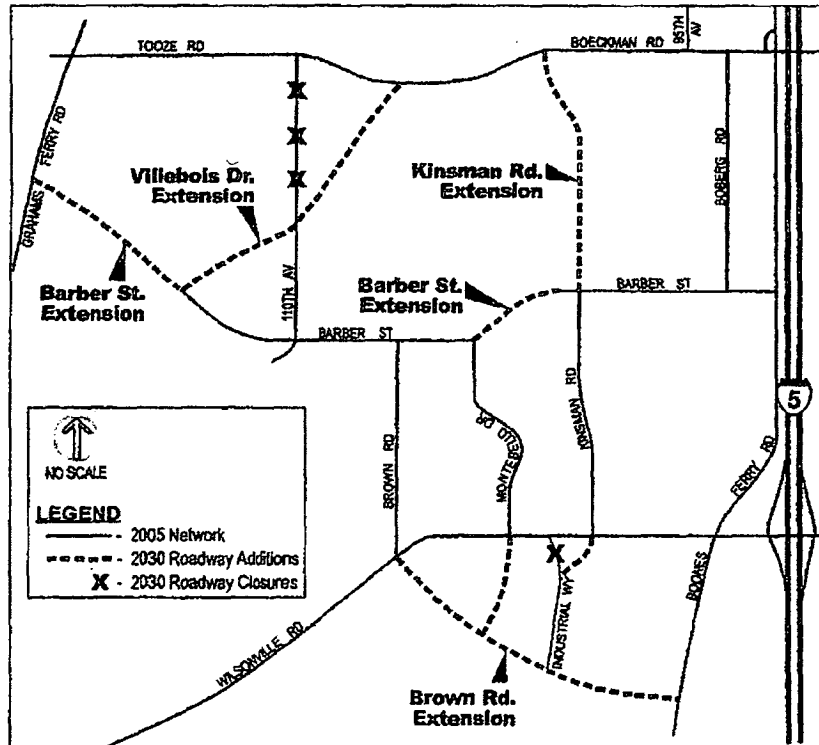 TOOZE RD
BOECKMAN RD
95TH
AV
GRAHAMS FERRY RD
Villebois Dr.
Extension
Kinsman Rd.
Extension
BOBERG RD
Barber St.
Extension
110TH AV
Barber St.
Extension
BARBER ST
BARBER ST
5
NO SCALE
LEGEND
- 2005 Network
- 2030 Roadway Additions
X - 2030 Roadway Closures
BROWN RD
MONTEBELLO DR
KINSMAN RD
BOONES FERRY RD
INDUSTRIAL WY
WILSONVILLE RD
Brown Rd.
Extension